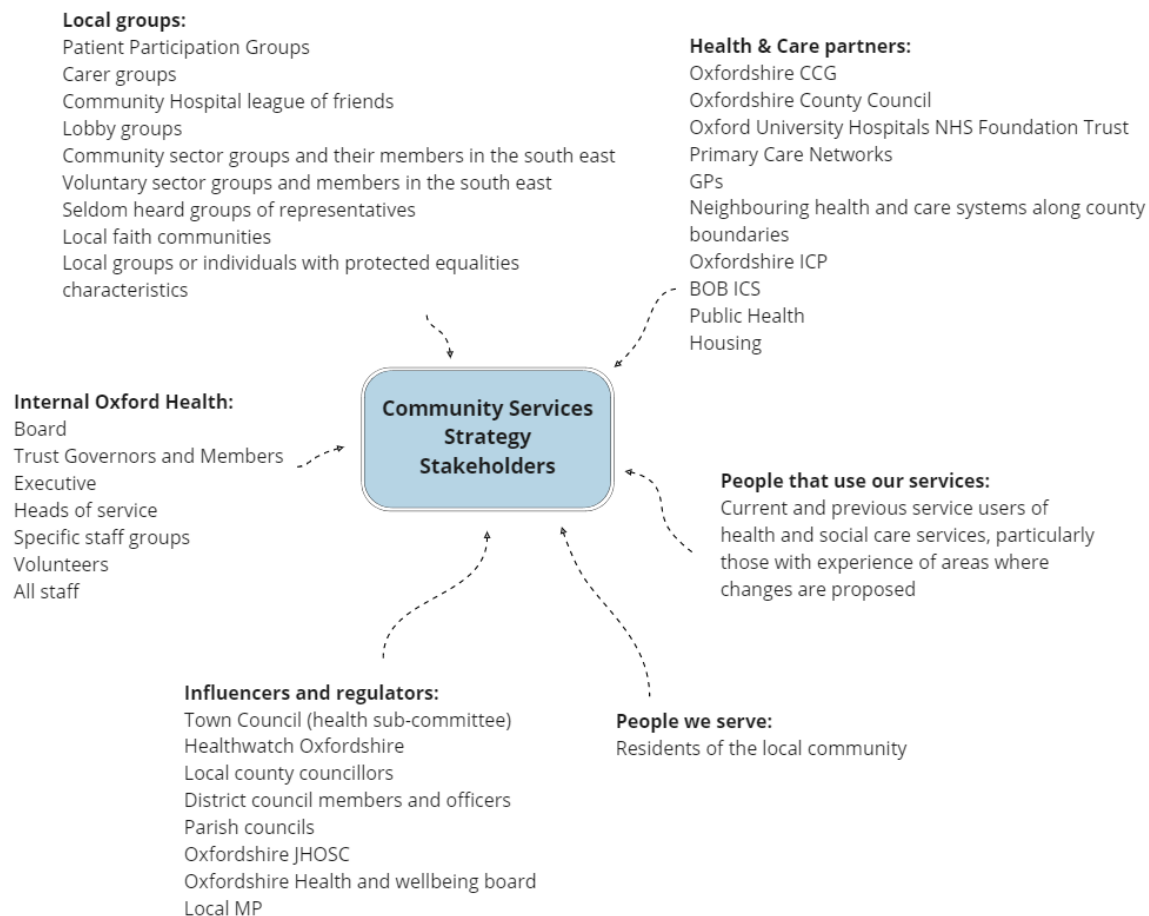 Local groups:
Patient Participation Groups
Carer groups
Community Hospital league of friends
Lobby groups
Community sector groups and their members in the south east
Voluntary sector groups and members in the south east
Seldom heard groups of representatives
Local faith communities
Local groups or individuals with protected equalities
characteristics
Health & Care partners:
Oxfordshire CCG
Oxfordshire County Council
Oxford University Hospitals NHS Foundation Trust
Primary Care Networks
GPs
Neighbouring health and care systems along county
boundaries
Oxfordshire ICP
BOB ICS
Public Health
Housing
Internal Oxford Health:
Board
Trust Governors and Members
Executive
Heads of service
Specific staff groups
Volunteers
All staff
Community Services
Strategy
Stakeholders
People that use our services:
Current and previous service users of
health and social care services, particularly
those with experience of areas where
changes are proposed
Influencers and regulators:
Town Council (health sub-committee)
Healthwatch Oxfordshire
Local county councillors
District council members and officers
Parish councils
Oxfordshire JHOSC
Oxfordshire Health and wellbeing board
Local MP
People we serve:
Residents of the local community